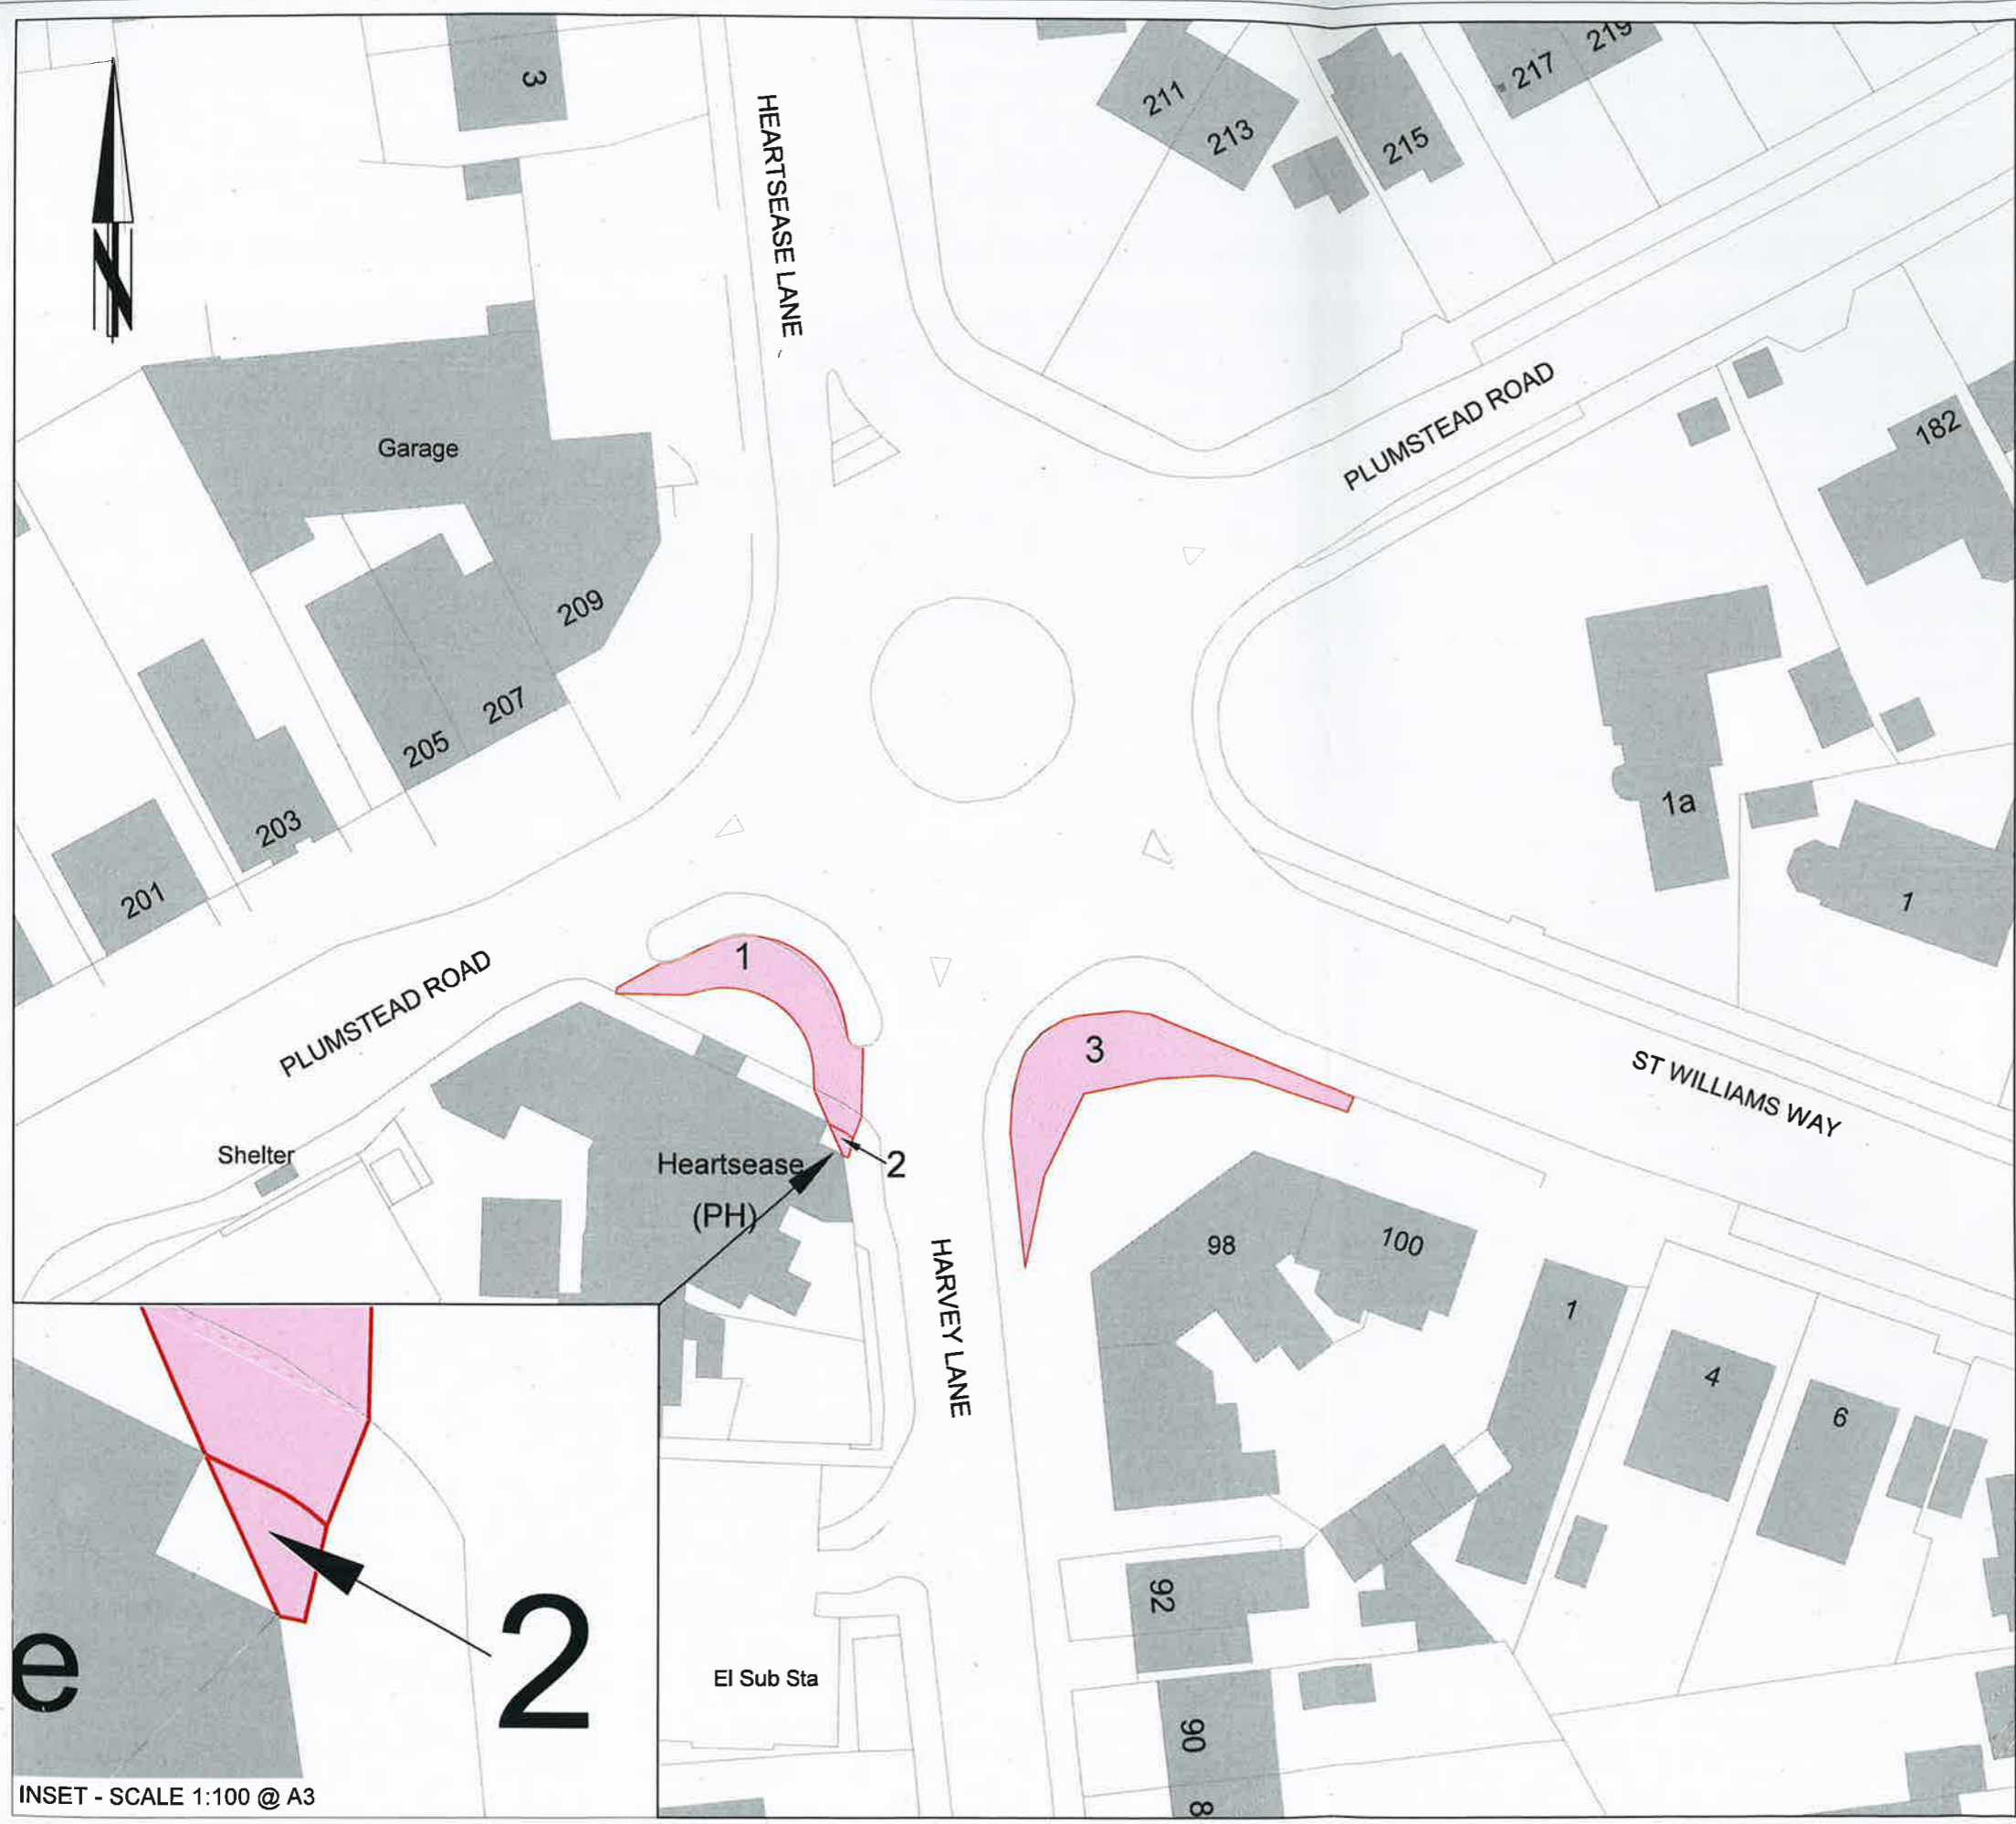 3
211
213
215
217
219
N
HEARTSEASE LANE
Garage
PLUMSTEAD ROAD
182
209
207
205
203
201
1a
1
1
PLUMSTEAD ROAD
3
ST WILLIAMS WAY
Shelter
Heartsease
(PH)
2
98
100
HARVEY LANE
1
4
6
92
El Sub Sta
90
8
e
2
INSET - SCALE 1:100 @ A3